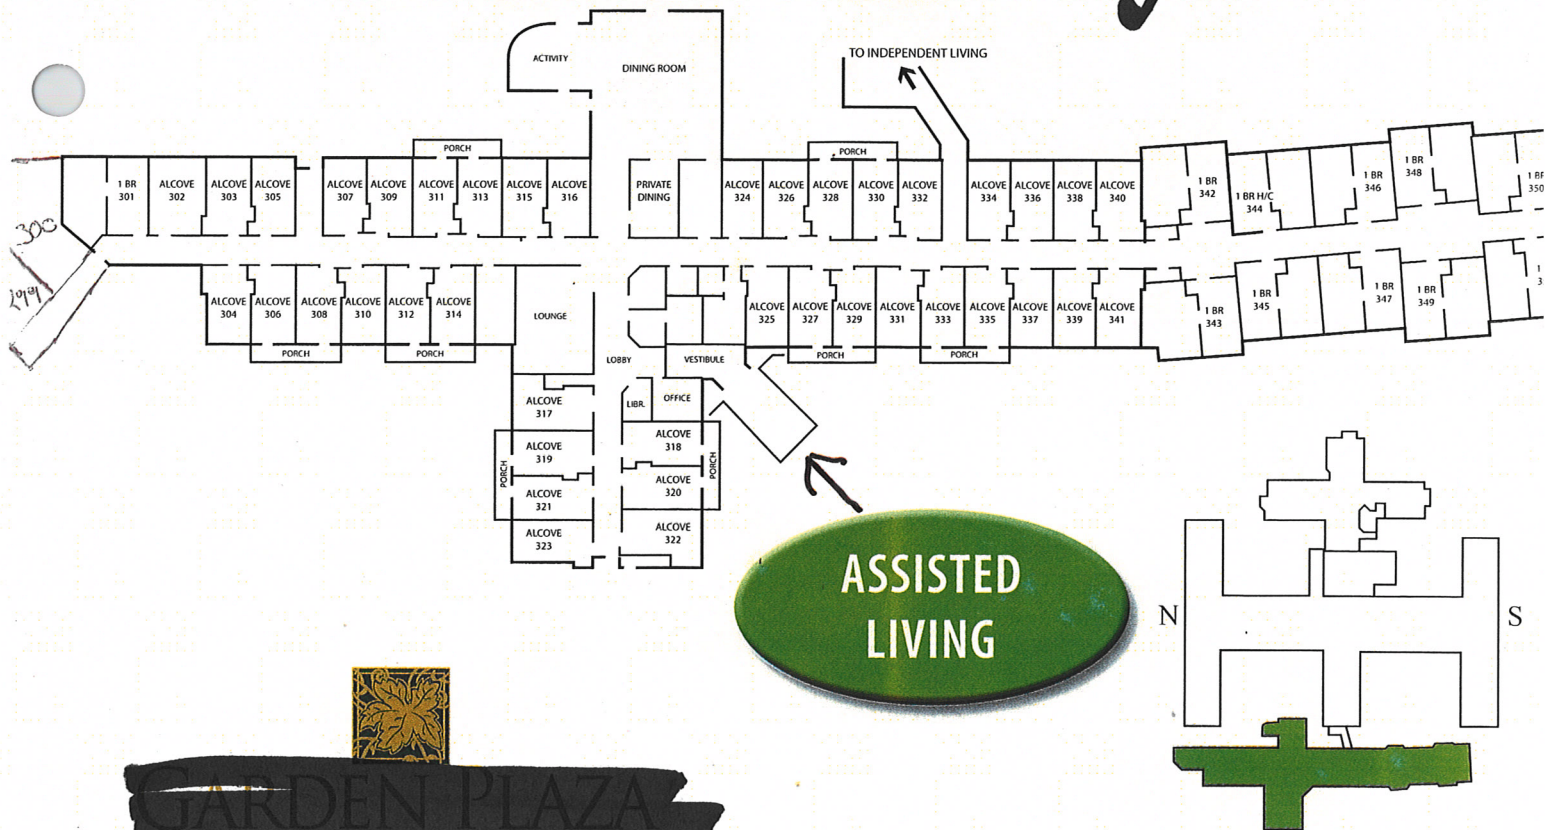 TO INDEPENDENT LIVING
ACTIVITY
DINING ROOM
PORCH
PORCH
1 BR
301
ALCOVE
302
ALCOVE
303
ALCOVE
305
ALCOVE
307
ALCOVE
309
ALCOVE
311
ALCOVE
313
ALCOVE
315
ALCOVE
316
PRIVATE
DINING
ALCOVE
324
ALCOVE
326
ALCOVE
328
ALCOVE
330
ALCOVE
332
ALCOVE
334
ALCOVE
336
ALCOVE
338
ALCOVE
340
1 BR
342
1 BR H/C
344
1 BR
346
1 BR
348
1 BR
350
300
299
ALCOVE
304
ALCOVE
306
ALCOVE
308
ALCOVE
310
ALCOVE
312
ALCOVE
314
LOUNGE
ALCOVE
325
ALCOVE
327
ALCOVE
329
ALCOVE
331
ALCOVE
333
ALCOVE
335
ALCOVE
337
ALCOVE
339
ALCOVE
341
1 BR
343
1 BR
345
1 BR
347
1 BR
349
PORCH
PORCH
LOBBY
VESTIBULE
PORCH
PORCH
ALCOVE
317
LIBR.
OFFICE
ALCOVE
319
ALCOVE
318
PORCH
PORCH
ALCOVE
321
ALCOVE
320
ALCOVE
323
ALCOVE
322
ASSISTED
LIVING
N
S
GARDEN PLAZA